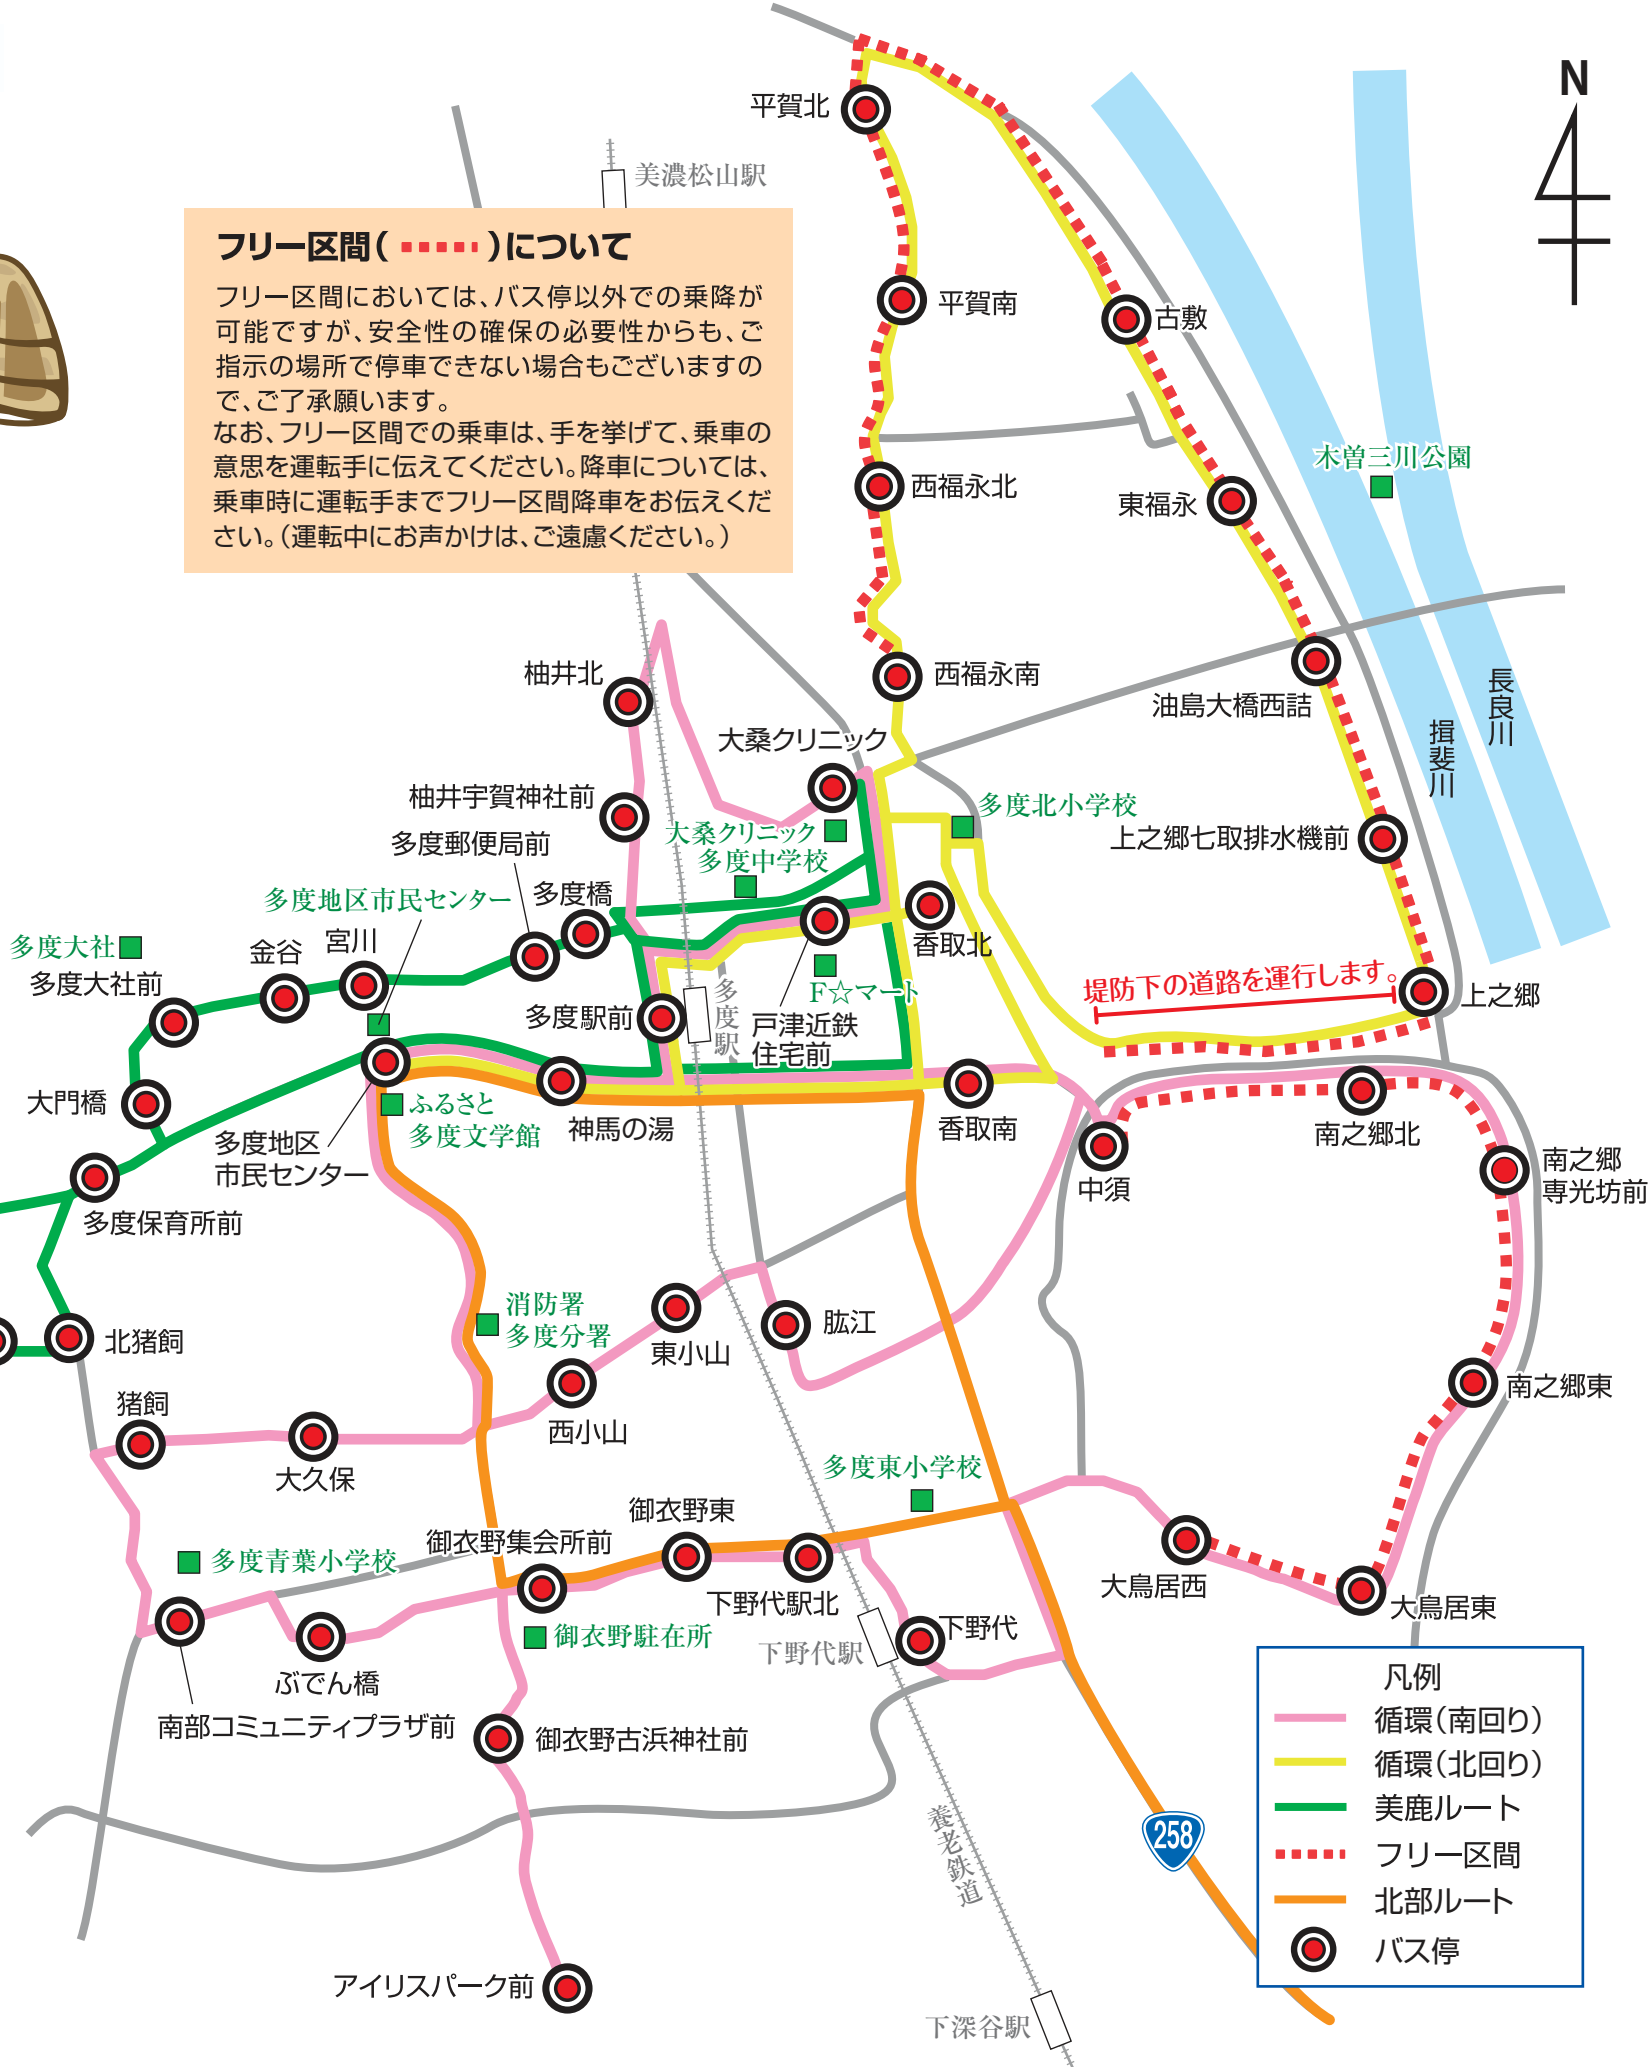 N
平賀北
美濃松山駅
フリー区間( )について
フリー区間においては、バス停以外での乗降が
可能ですが、安全性の確保の必要性からも、ご
指示の場所で停車できない場合もございますの
で、ご了承願います。
なお、フリー区間での乗車は、手を挙げて、乗車の
意思を運転手に伝えてください。降車については、
乗車時に運転手までフリー区間降車をお伝えくだ
さい。(運転中にお声かけは、ご遠慮ください。)
平賀南
古敷
木曽三川公園
西福永北
東福永
柚井北
西福永南
油島大橋西詰
長良川
揖斐川
大桑クリニック
柚井宇賀神社前
多度北小学校
大桑クリニック
多度中学校
上之郷七取排水機前
多度郵便局前
多度地区市民センター
多度橋
多度大社
金谷
宮川
香取北
多度大社前
堤防下の道路を運行します。
上之郷
F☆マート
多度駅前
多度駅
戸津近鉄
住宅前
大門橋
ふるさと
多度文学館
神馬の湯
香取南
南之郷北
多度地区
市民センター
中須
南之郷
専光坊前
多度保育所前
消防署
多度分署
北猪飼
東小山
肱江
南之郷東
猪飼
西小山
大久保
多度東小学校
御衣野東
御衣野集会所前
多度青葉小学校
下野代駅北
大鳥居西
大鳥居東
下野代
下野代駅
御衣野駐在所
ぶでん橋
南部コミュニティプラザ前
御衣野古浜神社前
養老鉄道
258
アイリスパーク前
下深谷駅
凡例
循環(南回り)
循環(北回り)
美鹿ルート
フリー区間
北部ルート
バス停